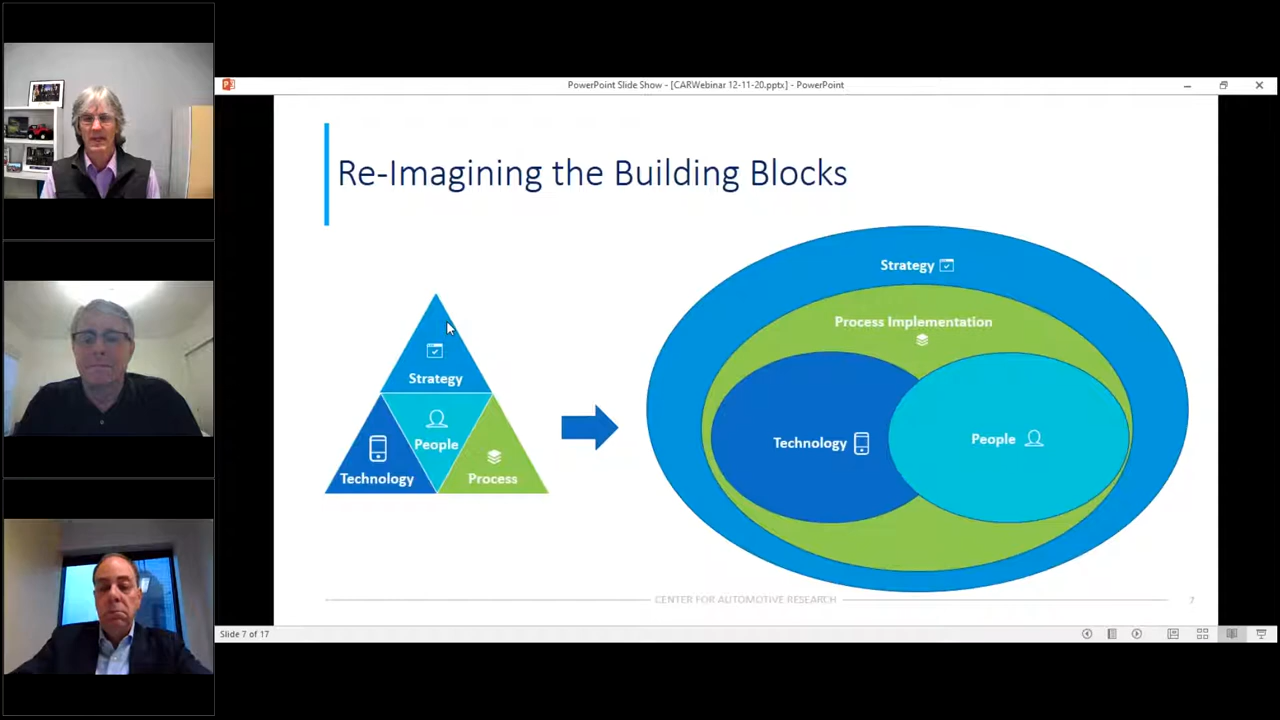 PowerPoint Slide Show - [CARWebinar 12-11-20.pptx] - PowerPoint
Re-Imagining the Building Blocks
Strategy
People
Technology
Process
Strategy
Process Implementation
Technology
People
CENTER FOR AUTOMOTIVE RESEARCH
7
Slide 7 of 17